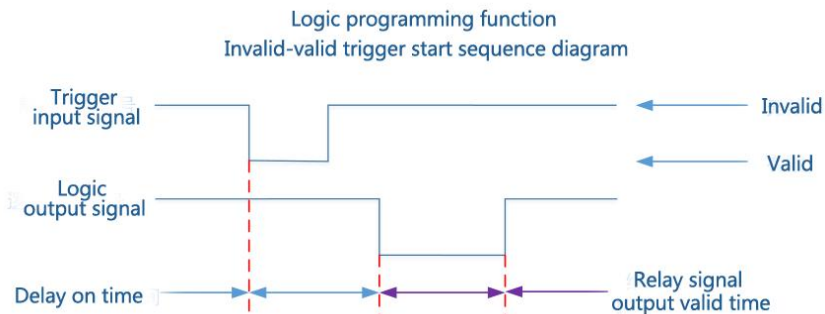 Logic programming function
Invalid-valid trigger start sequence diagram
Trigger
input signal
Invalid
Valid
Logic
output signal
Delay on time
Relay signal
output valid time